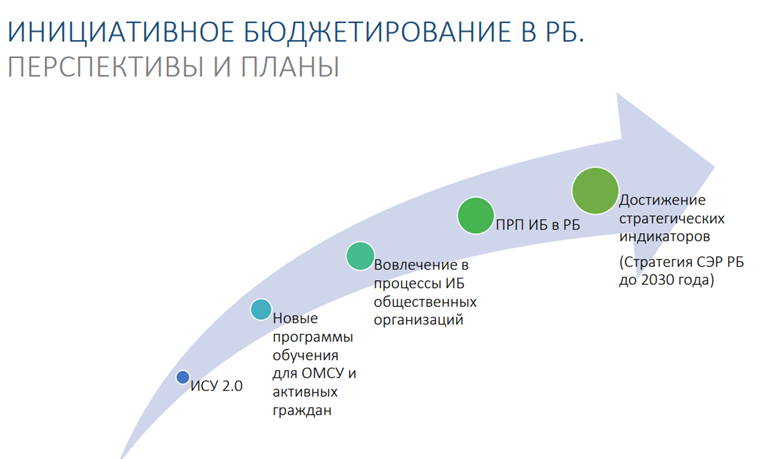 ИНИЦИАТИВНОЕ БЮДЖЕТИРОВАНИЕ В РБ.
ПЕРСПЕКТИВЫ И ПЛАНЫ
ИСУ 2.0
Новые
программы
обучения
для ОМСУ и
активных
граждан
Вовлечение в
процессы ИБ
общественных
организаций
ПРП ИБ в РБ
Достижение
стратегических
индикаторов
(Стратегия СЭР РБ
до 2030 года)